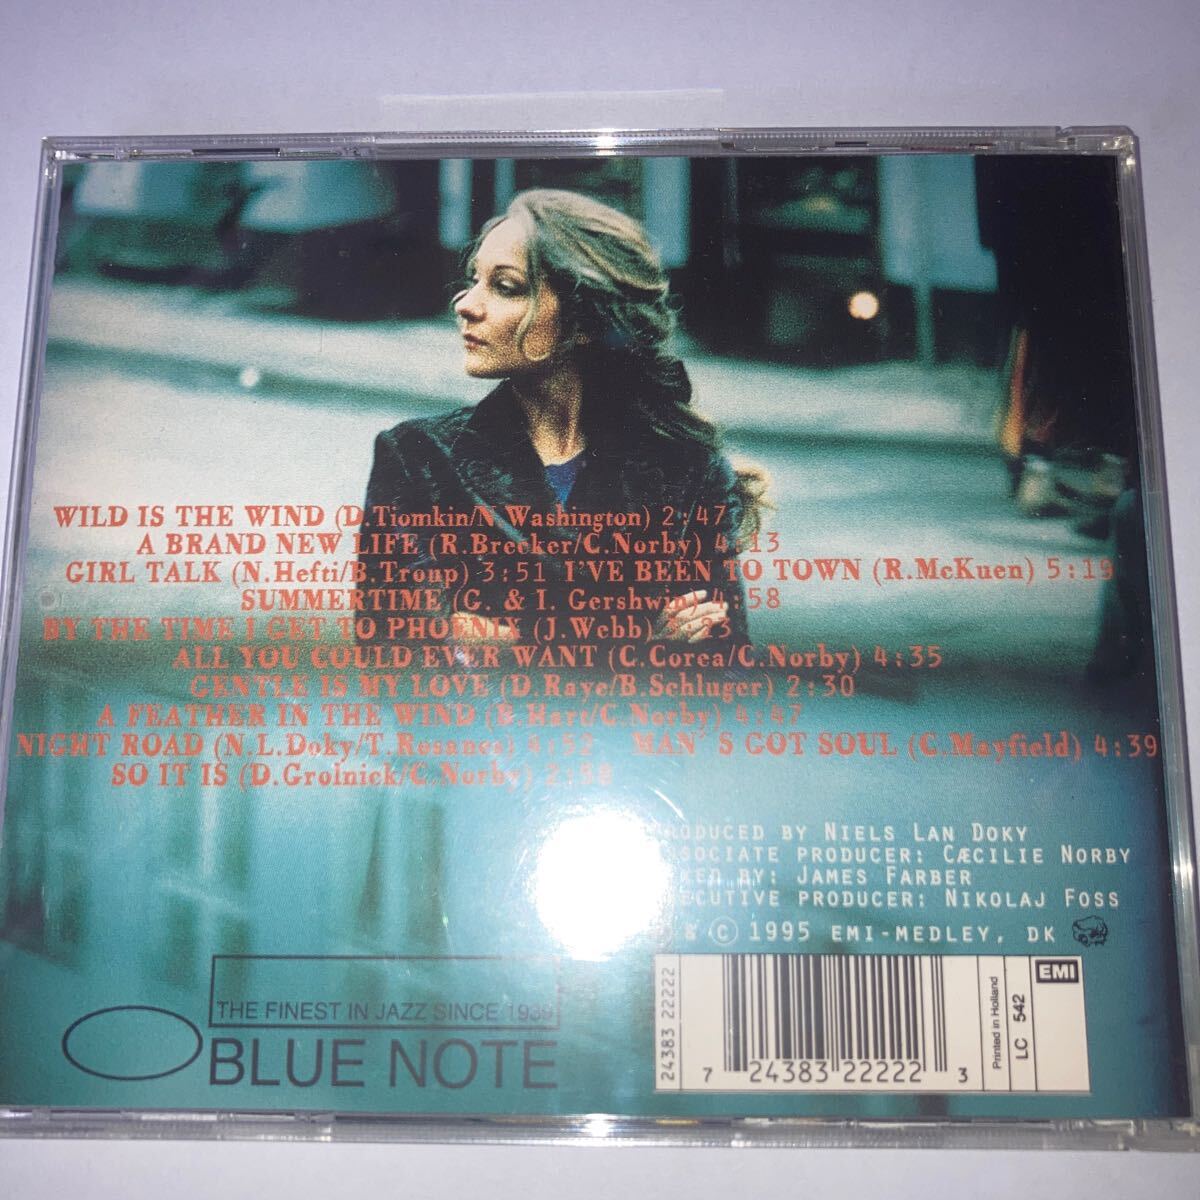 WILD IS THE WIND (D.Tiomkin/N.Washington) 2:47
A BRAND NEW LIFE (R.Brecker/C.Norby) 4:13
GIRL TALK (N.Hefti/B.Troup) 3:51 I'VE BEEN TO TOWN (R.McKuen) 5:19
SUMMERTIME (G. & I. Gershwin) 4:58
BY THE TIME I GET TO PHOENIX (J.Webb) :23
ALL YOU COULD EVER WANT (C.Corea/C.Norby) 4:35
GENTLE IS MY LOVE (D.Raye/B.Schluger) 2:30
A FEATHER IN THE WIND (B.Hart/C.Norby) 4:47
NIGHT ROAD (N.L.Doky/T.Rosanes) 4:52 MAN'S GOT SOUL (C.Mayfield) 4:39
SO IT IS (D.Grolnick/C.Norby) 2:58
RODUCED BY NIELS LAN DOKY
SOCIATE PRODUCER: CÆCILIE NORBY
KED BY: JAMES FARBER
ECUTIVE PRODUCER: NIKOLAJ FOSS
& © 1995 EMI-MEDLEY, DK
THE FINEST IN JAZZ SINCE 1939
BLUE NOTE
24383 22222
7 24383 22222 3
Printed in Holland
LC 542
EMI